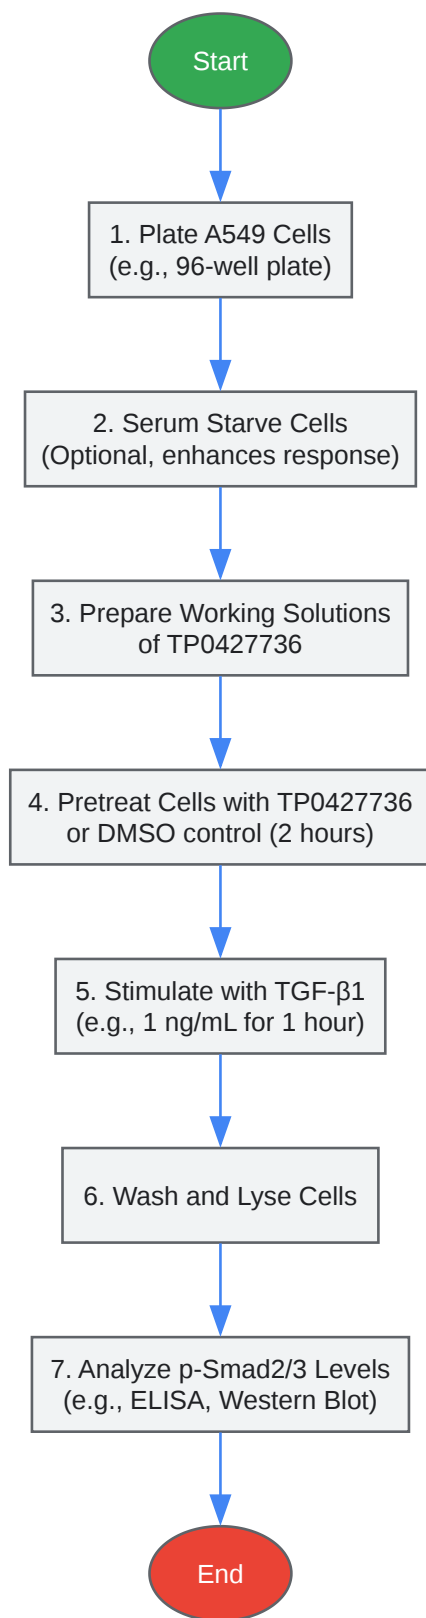 Start
1. Plate A549 Cells
(e.g., 96-well plate)
2. Serum Starve Cells
(Optional, enhances response)
3. Prepare Working Solutions
of TP0427736
4. Pretreat Cells with TP0427736
or DMSO control (2 hours)
5. Stimulate with TGF-β1
(e.g., 1 ng/mL for 1 hour)
6. Wash and Lyse Cells
7. Analyze p-Smad2/3 Levels
(e.g., ELISA, Western Blot)
End